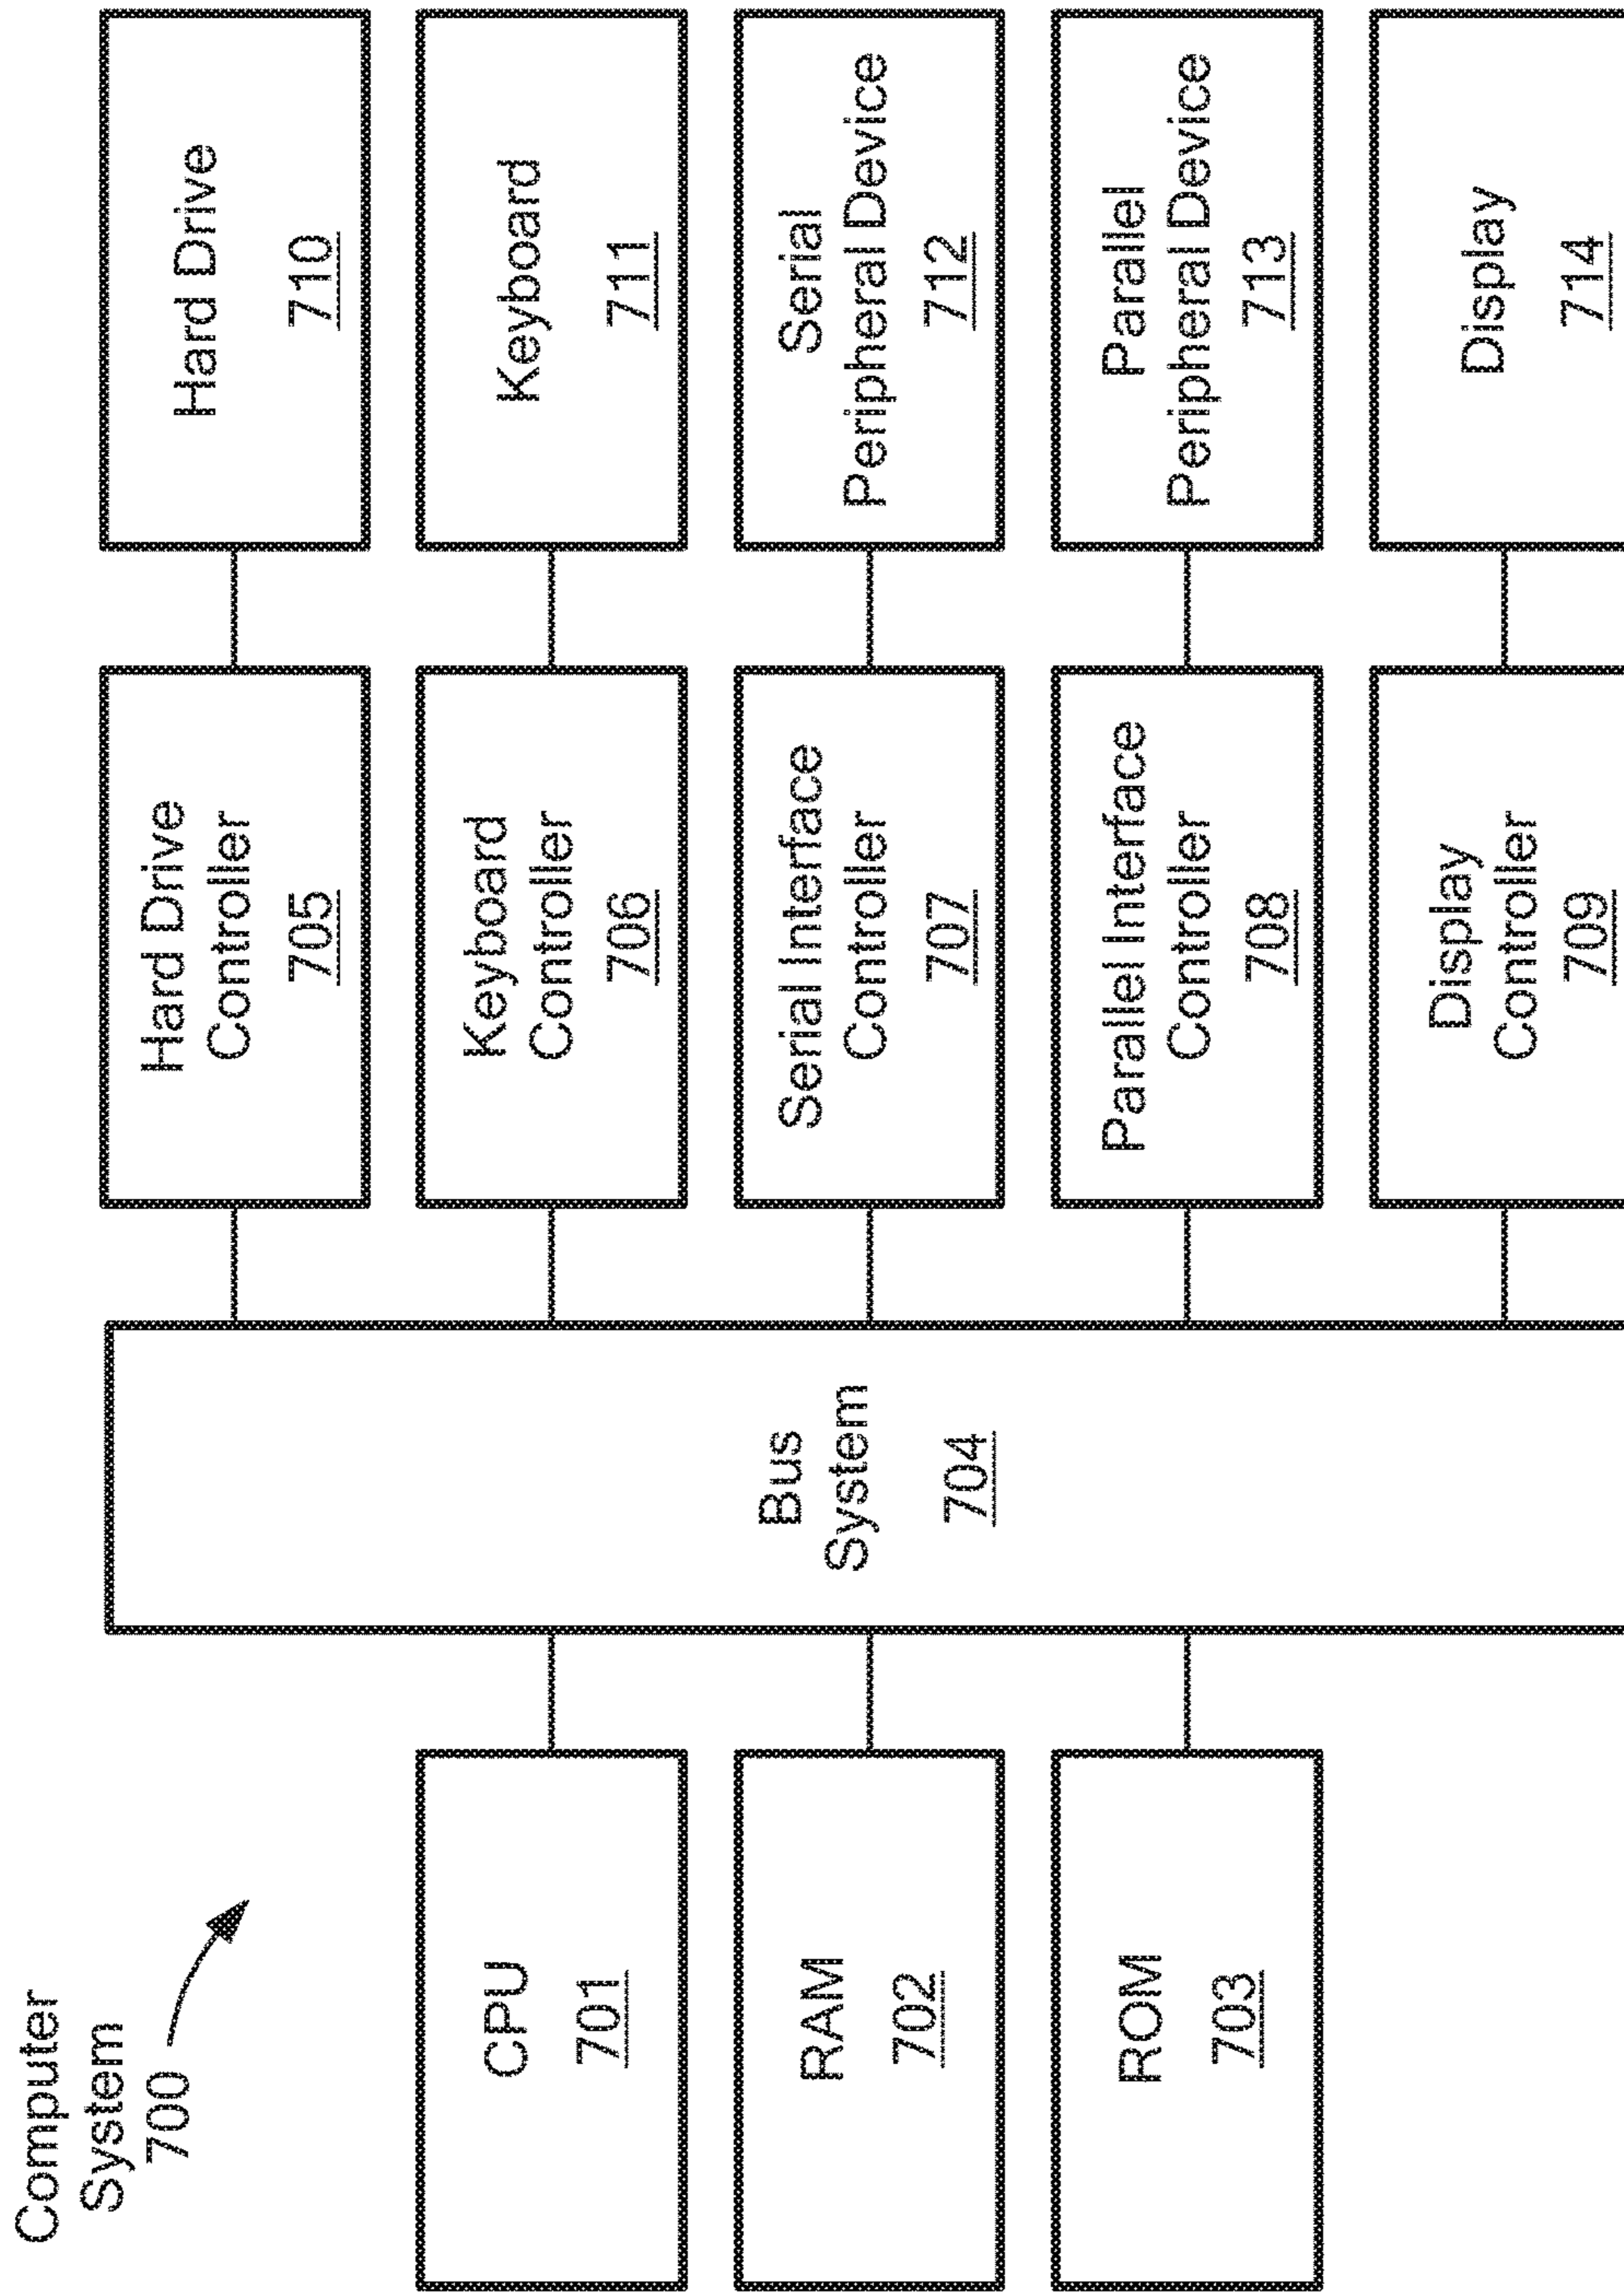 Computer
System
700
CPU
701
RAM
702
ROM
703
Bus
System
704
Hard Drive
Controller
705
Keyboard
Controller
706
Serial Interface
Controller
707
Parallel Interface
Controller
708
Display
Controller
709
Hard Drive
710
Keyboard
711
Serial
Peripheral Device
712
Parallel
Peripheral Device
713
Display
714